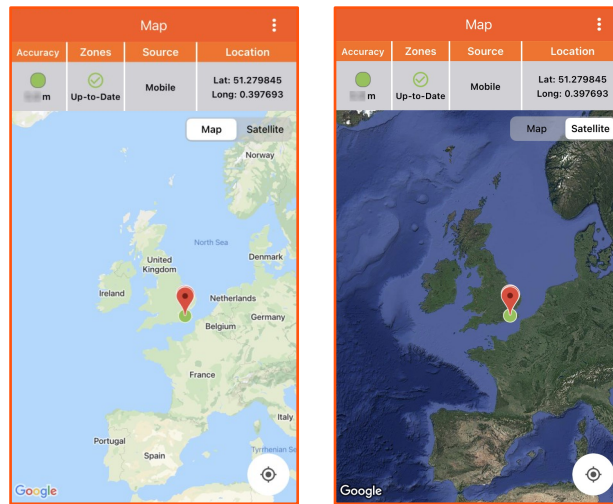 Map
Accuracy Zones Source Location
m
Up-to-Date
Mobile
Lat: 51.279845
Long: 0.397693
Map Satellite
Norway
North Sea
United
Kingdom
Denmark
Ireland
Netherlands
Germany
Belgium
France
Italy
Portugal
Spain
Tyrrhenian Se
Google
Map
Accuracy Zones Source Location
m
Up-to-Date
Mobile
Lat: 51.279845
Long: 0.397693
Map Satellite
Google